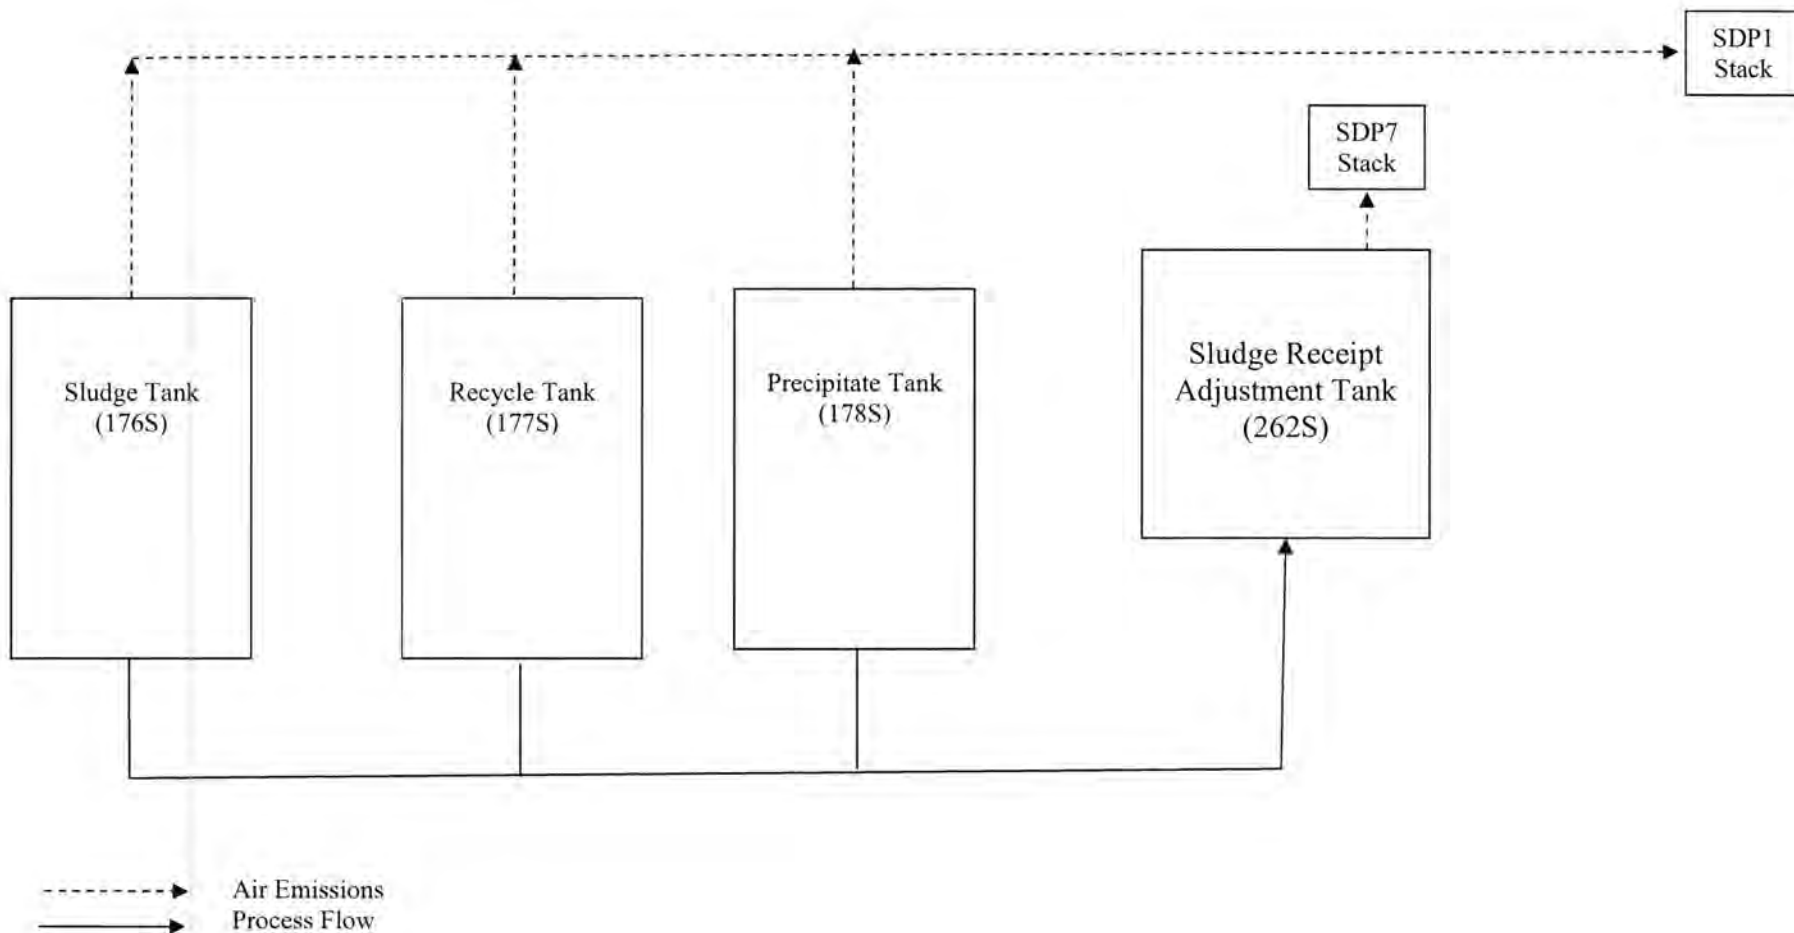 SDP1
Stack
SDP7
Stack
Sludge Tank
(176S)
Recycle Tank
(177S)
Precipitate Tank
(178S)
Sludge Receipt
Adjustment Tank
(262S)
Air Emissions
Process Flow